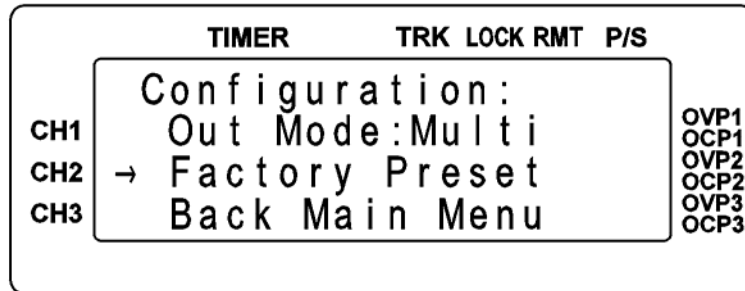 TIMER TRK LOCK RMT P/S
Configuration:
CH1 Out Mode:Multi OVP1
OCP1
CH2 → Factory Preset OVP2
OCP2
CH3 Back Main Menu OVP3
OCP3